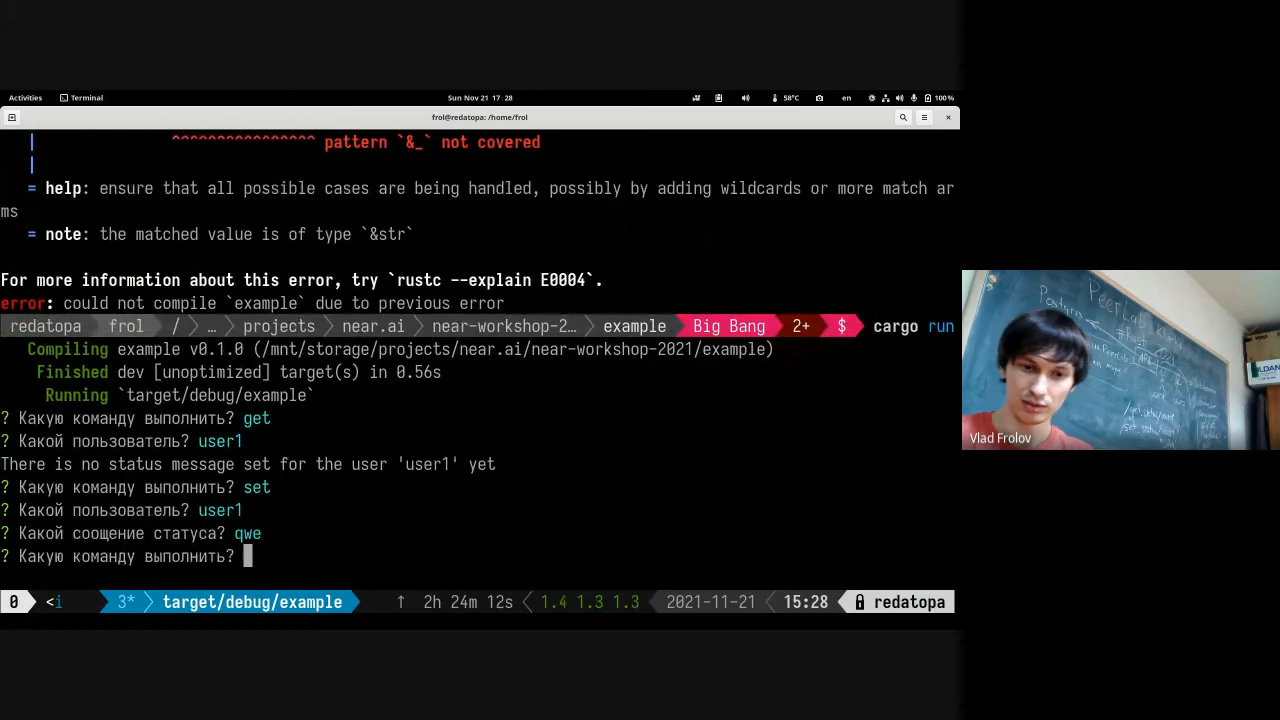 Activities Terminal Sun Nov 21 17:28 en 58°C 100%
frol@redatopa: /home/frol
| ^^^^^^^^^^^^^^^^ pattern `&_` not covered
|
= help: ensure that all possible cases are being handled, possibly by adding wildcards or more match ar
ms
= note: the matched value is of type `&str`
For more information about this error, try `rustc --explain E0004`.
error: could not compile `example` due to previous error
redatopa frol / … projects near.ai near-workshop-2… example Big Bang 2+ $ cargo run
Compiling example v0.1.0 (/mnt/storage/projects/near.ai/near-workshop-2021/example)
Finished dev [unoptimized] target(s) in 0.56s
Running `target/debug/example`
? Какую команду выполнить? get
? Какой пользователь? user1
There is no status message set for the user 'user1' yet
? Какую команду выполнить? set
? Какой пользователь? user1
? Какой соощение статуса? qwe
? Какую команду выполнить?
0 <i 3* target/debug/example ↑ 2h 24m 12s 1.4 1.3 1.3 2021-11-21 15:28 redatopa
Vlad Frolov